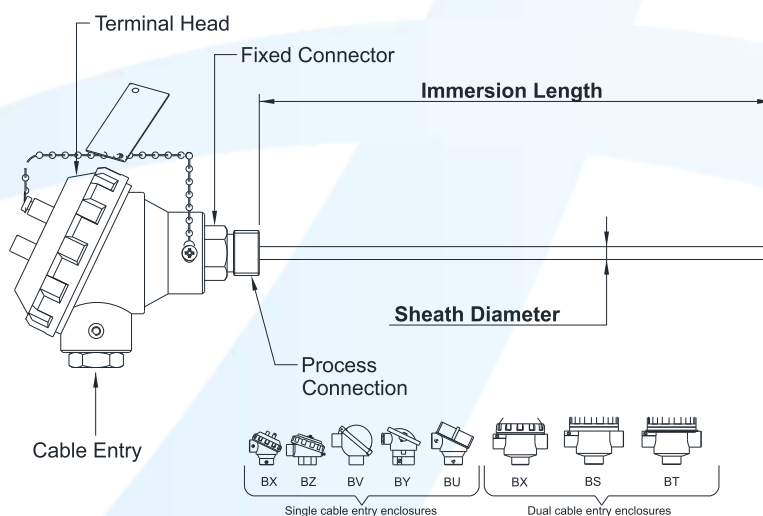 Terminal Head
Fixed Connector
Immersion Length
Sheath Diameter
Process
Connection
Cable Entry
BX BZ BV BY BU BX BS BT
Single cable entry enclosures Dual cable entry enclosures